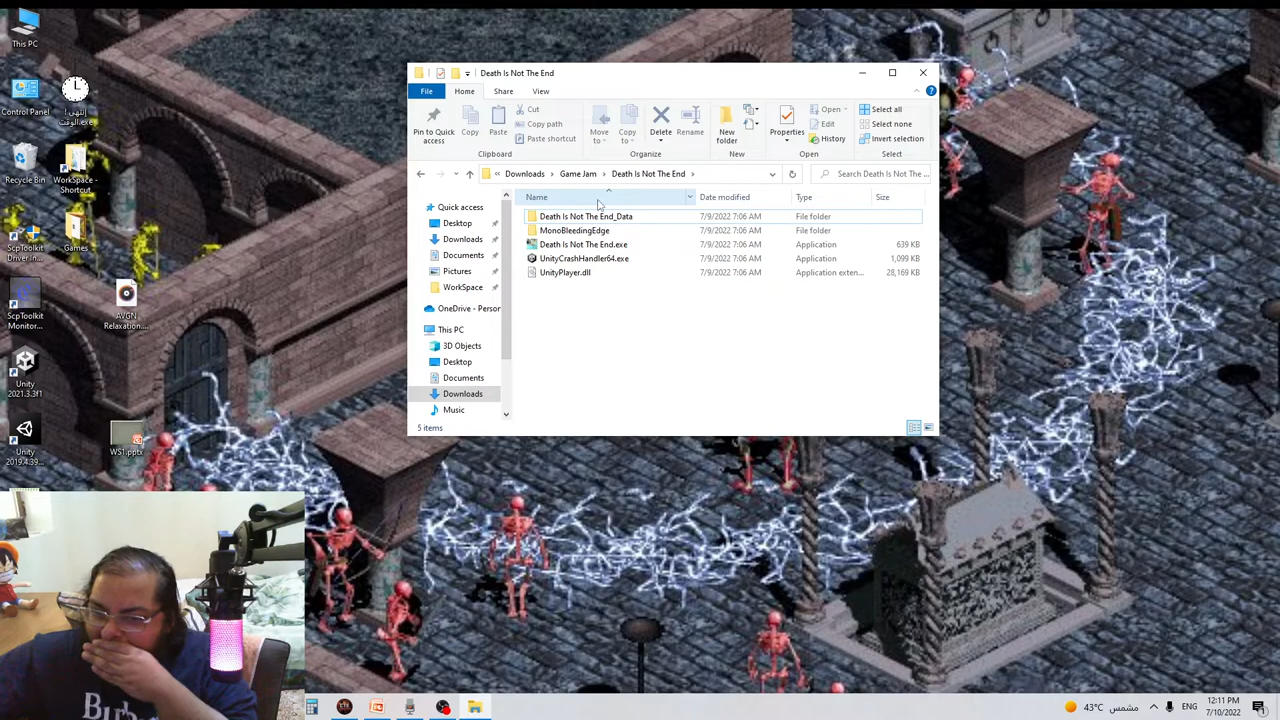 This PC
Control Panel
إنتهى !
الوقت.exe
Recycle Bin
WorkSpace -
Shortcut
ScpToolkit
Driver In...
Games
ScpToolkit
Monitor...
AVGN
Relaxation....
Unity
2021.3.3f1
Unity
2019.4.39...
WS1.pptx
Death Is Not The End
File
Home
Share
View
Pin to Quick
access
Copy
Paste
Cut
Copy path
Paste shortcut
Clipboard
Move
to
Copy
to
Delete
Rename
Organize
New
folder
New
Properties
Open
Edit
History
Open
Select all
Select none
Invert selection
Select
« Downloads > Game Jam > Death Is Not The End >
Search Death Is Not The ...
Name Date modified Type Size
Quick access
Desktop
Downloads
Documents
Pictures
WorkSpace
OneDrive - Person
This PC
3D Objects
Desktop
Documents
Downloads
Music
Death Is Not The End_Data 7/9/2022 7:06 AM File folder
MonoBleedingEdge 7/9/2022 7:06 AM File folder
Death Is Not The End.exe 7/9/2022 7:06 AM Application 639 KB
UnityCrashHandler64.exe 7/9/2022 7:06 AM Application 1,099 KB
UnityPlayer.dll 7/9/2022 7:06 AM Application exten... 28,169 KB
5 items
43°C مشمس
ENG
12:11 PM
7/10/2022